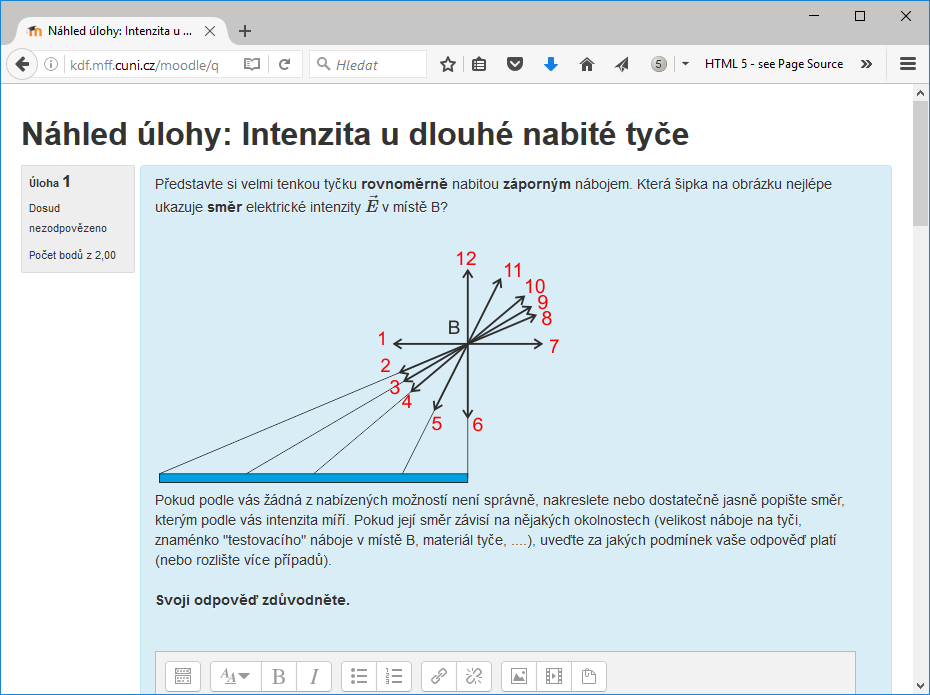 Náhled úlohy: Intenzita u ...
kdf.mff.cuni.cz/moodle/q
Hledat
5
HTML 5 - see Page Source
Náhled úlohy: Intenzita u dlouhé nabité tyče
Úloha 1
Dosud
nezodpovězeno
Počet bodů z 2,00
Představte si velmi tenkou tyčku rovnoměrně nabitou záporným nábojem. Která šipka na obrázku nejlépe
ukazuje směr elektrické intenzity E⃗ v místě B?
12
11
10
9
8
B
1
7
2
3
4
5
6
Pokud podle vás žádná z nabízených možností není správně, nakreslete nebo dostatečně jasně popište směr,
kterým podle vás intenzita míří. Pokud její směr závisí na nějakých okolnostech (velikost náboje na tyči,
znaménko "testovacího" náboje v místě B, materiál tyče, ....), uveďte za jakých podmínek vaše odpověď platí
(nebo rozlište více případů).
Svoji odpověď zdůvodněte.
AA
B
I